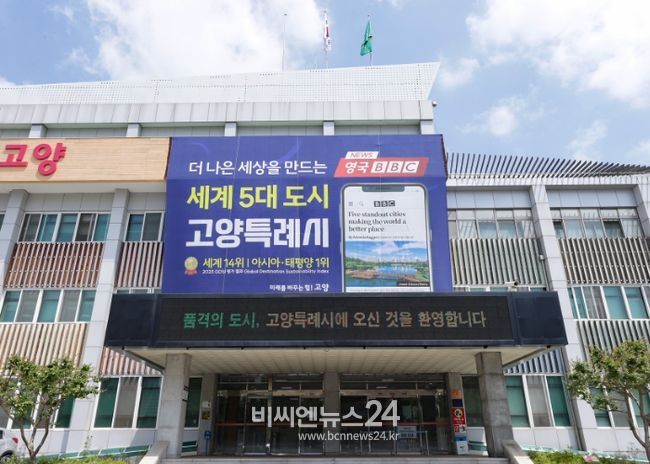 고양
더 나은 세상을 만드는
세계 5대 도시
고양특례시
세계 14위 | 아시아·태평양 1위
Global Destination Sustainability Index
미래를 바꾸는 힘! 고양
NEWS
영국 BBC
BBC
Five standout cities
making the world a
better place
품격의 도시, 고양특례시에 오신 것을 환영합니다
비씨엔뉴스24
www.bcnnews24.kr